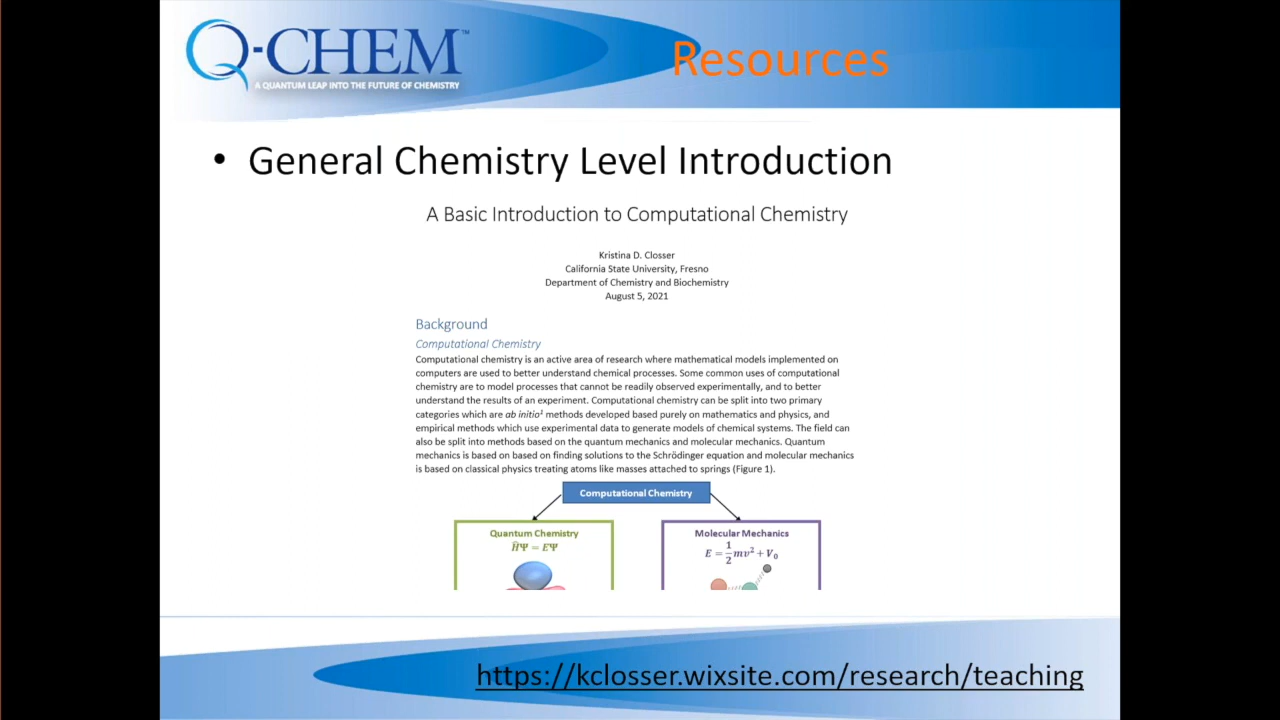 Q-CHEM™
A QUANTUM LEAP INTO THE FUTURE OF CHEMISTRY
Resources
• General Chemistry Level Introduction
A Basic Introduction to Computational Chemistry
Kristina D. Closser
California State University, Fresno
Department of Chemistry and Biochemistry
August 5, 2021
Background
Computational Chemistry
Computational chemistry is an active area of research where mathematical models implemented on
computers are used to better understand chemical processes. Some common uses of computational
chemistry are to model processes that cannot be readily observed experimentally, and to better
understand the results of an experiment. Computational chemistry can be split into two primary
categories which are ab initio¹ methods developed based purely on mathematics and physics, and
empirical methods which use experimental data to generate models of chemical systems. The field can
also be split into methods based on the quantum mechanics and molecular mechanics. Quantum
mechanics is based on based on finding solutions to the Schrödinger equation and molecular mechanics
is based on classical physics treating atoms like masses attached to springs (Figure 1).
Computational Chemistry
Quantum Chemistry
ĤΨ = EΨ
Molecular Mechanics
E = 1/2 mv² + V₀
https://kclosser.wixsite.com/research/teaching